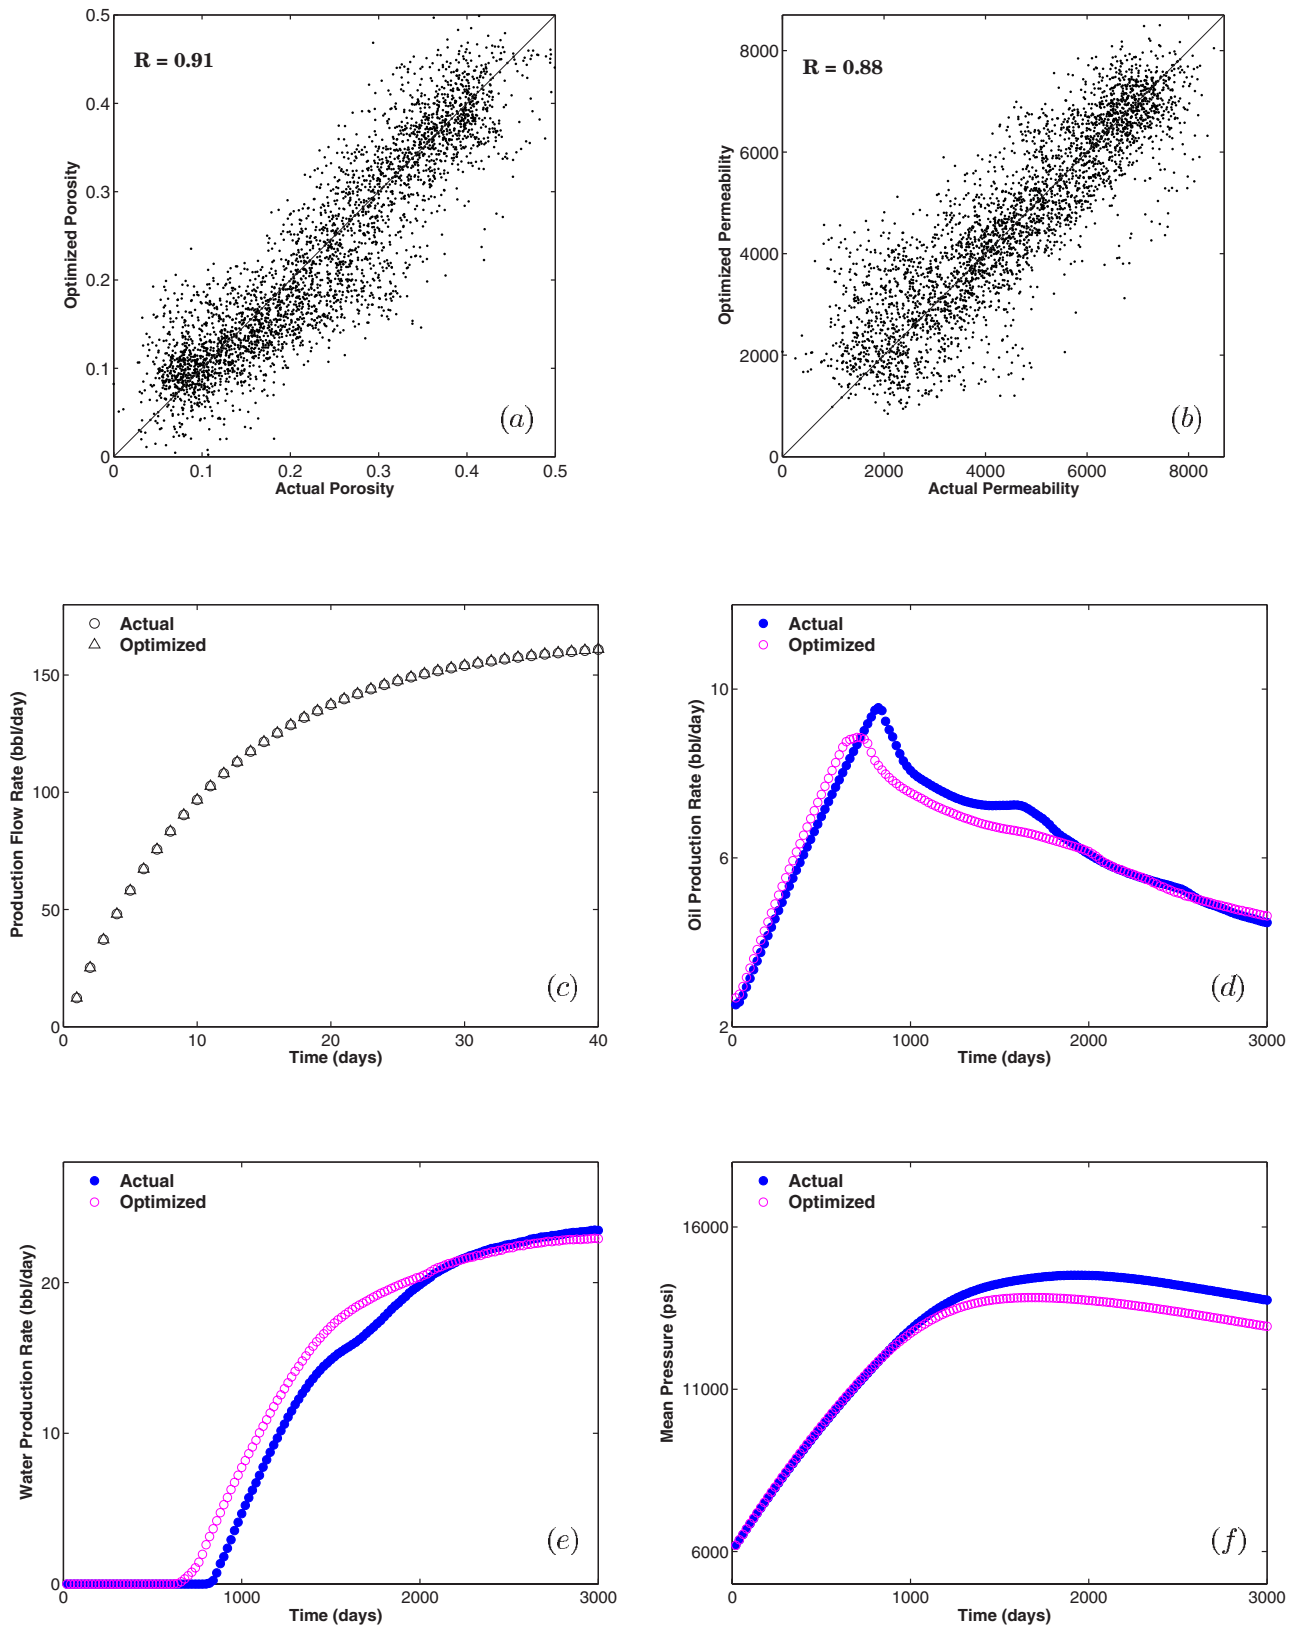 0.5
0.4
0.3
0.2
0.1
0
R = 0.91
Optimized Porosity
(a)
0 0.1 0.2 0.3 0.4 0.5
Actual Porosity
8000
6000
4000
2000
0
R = 0.88
Optimized Permeability
(b)
0 2000 4000 6000 8000
Actual Permeability
Actual
Optimized
150
100
50
0
Production Flow Rate (bbl/day)
(c)
0 10 20 30 40
Time (days)
Actual
Optimized
10
6
2
Oil Production Rate (bbl/day)
(d)
0 1000 2000 3000
Time (days)
Actual
Optimized
20
10
0
Water Production Rate (bbl/day)
(e)
0 1000 2000 3000
Time (days)
Actual
Optimized
16000
11000
6000
Mean Pressure (psi)
(f)
0 1000 2000 3000
Time (days)